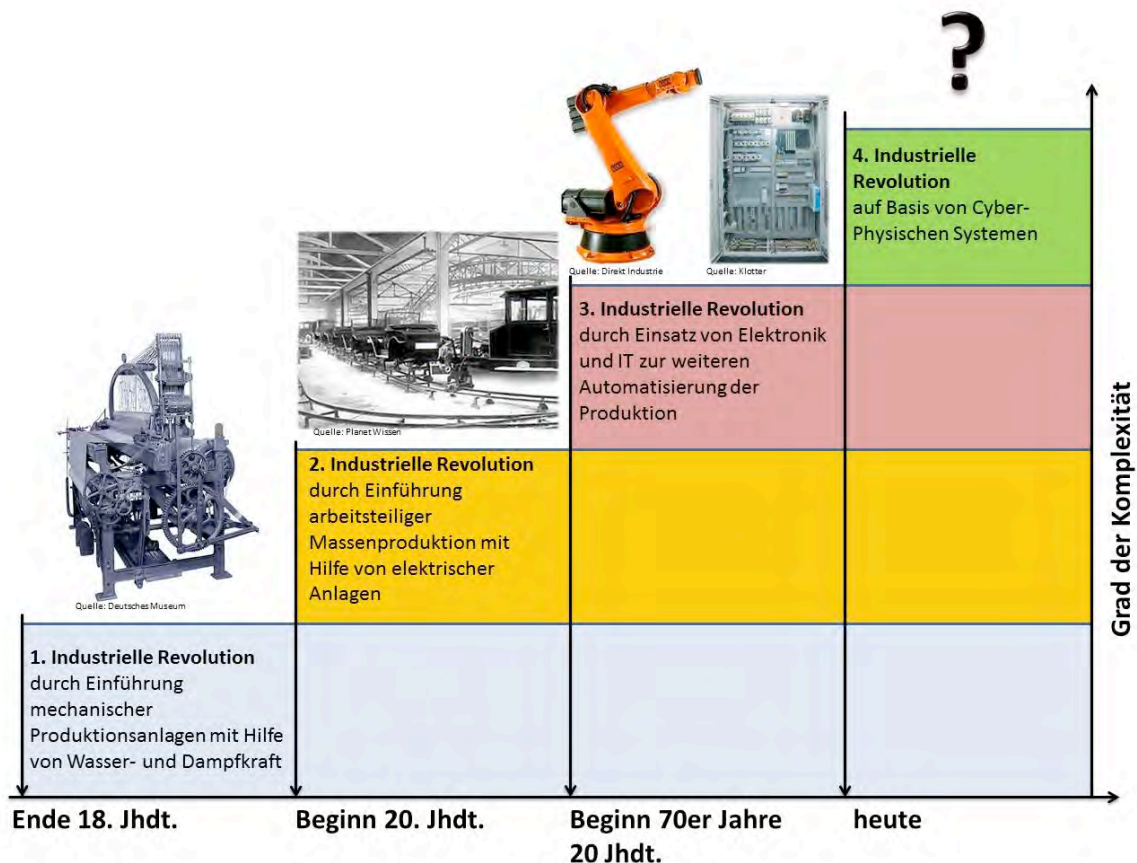 ?
4. Industrielle
Revolution
auf Basis von Cyber-
Physischen Systemen
Quelle: Direkt Industrie
Quelle: Klotter
3. Industrielle Revolution
durch Einsatz von Elektronik
und IT zur weiteren
Automatisierung der
Produktion
Quelle: Planet Wissen
2. Industrielle Revolution
durch Einführung
arbeitsteiliger
Massenproduktion mit
Hilfe von elektrischer
Anlagen
Quelle: Deutsches Museum
1. Industrielle Revolution
durch Einführung
mechanischer
Produktionsanlagen mit Hilfe
von Wasser- und Dampfkraft
Grad der Komplexität
Ende 18. Jhdt.
Beginn 20. Jhdt.
Beginn 70er Jahre
20 Jhdt.
heute